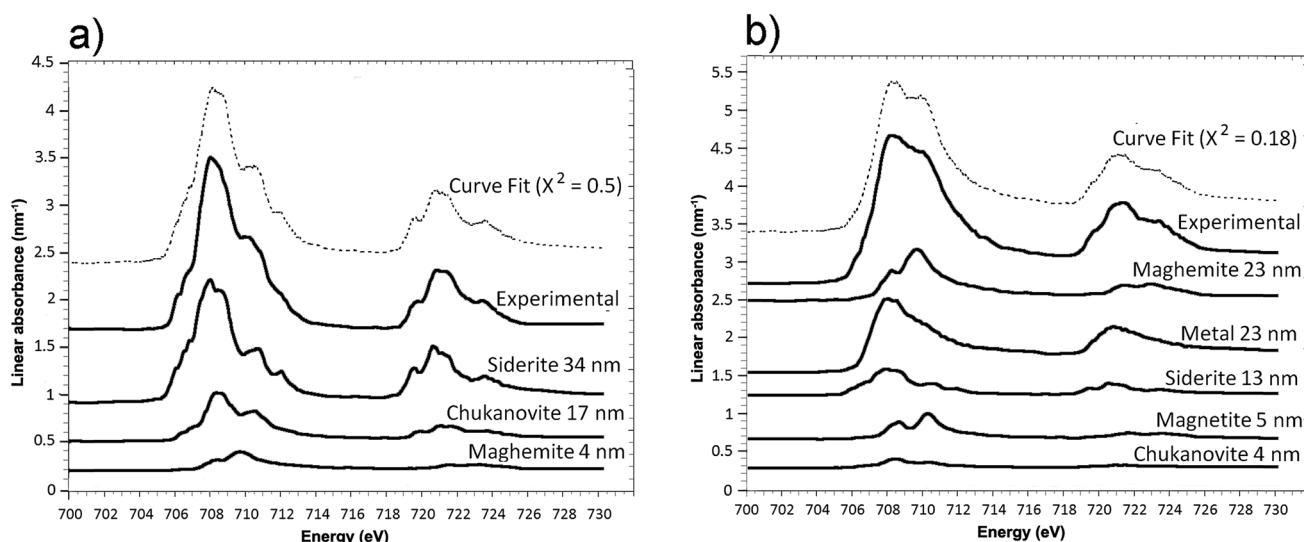 a)
4.5
4
3.5
3
2.5
2
1.5
1
0.5
0
Linear absorbance (nm⁻¹)
Curve Fit (X² = 0.5)
Experimental
Siderite 34 nm
Chukanovite 17 nm
Maghemite 4 nm
700 702 704 706 708 710 712 714 716 718 720 722 724 726 728 730
Energy (eV)
b)
5.5
5
4.5
4
3.5
3
2.5
2
1.5
1
0.5
0
Linear absorbance (nm⁻¹)
Curve Fit (X² = 0.18)
Experimental
Maghemite 23 nm
Metal 23 nm
Siderite 13 nm
Magnetite 5 nm
Chukanovite 4 nm
700 702 704 706 708 710 712 714 716 718 720 722 724 726 728 730
Energy (eV)